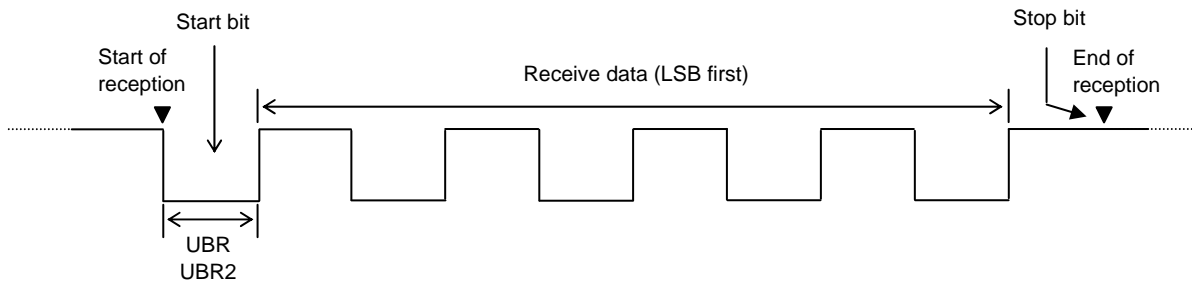 Start bit
Stop bit
Start of
reception
Receive data (LSB first)
End of
reception
UBR
UBR2